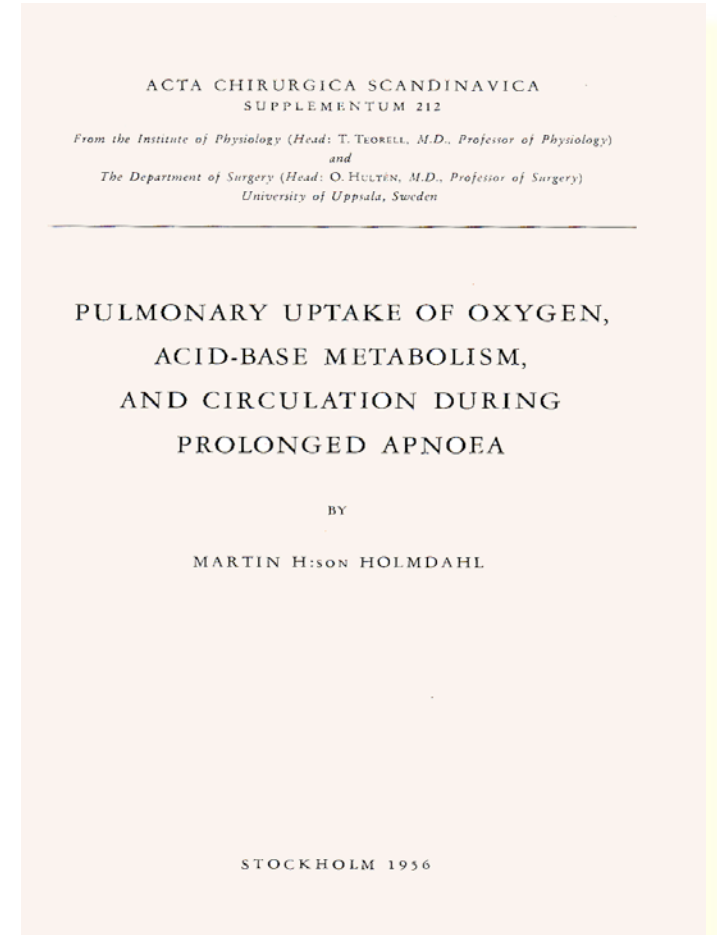 ACTA CHIRURGICA SCANDINAVICA
SUPPLEMENTUM 212
From the Institute of Physiology (Head: T. TEORELL, M.D., Professor of Physiology)
and
The Department of Surgery (Head: O. HULTÉN, M.D., Professor of Surgery)
University of Uppsala, Sweden
PULMONARY UPTAKE OF OXYGEN,
ACID-BASE METABOLISM,
AND CIRCULATION DURING
PROLONGED APNOEA
BY
MARTIN H:SON HOLMDAHL
STOCKHOLM 1956